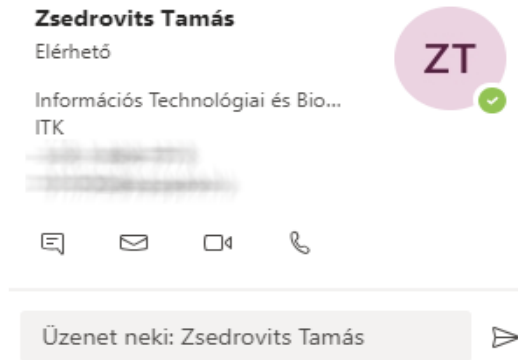 Zsedrovits Tamás
Elérhető
ZT
Információs Technológiai és Bio...
ITK
Üzenet neki: Zsedrovits Tamás